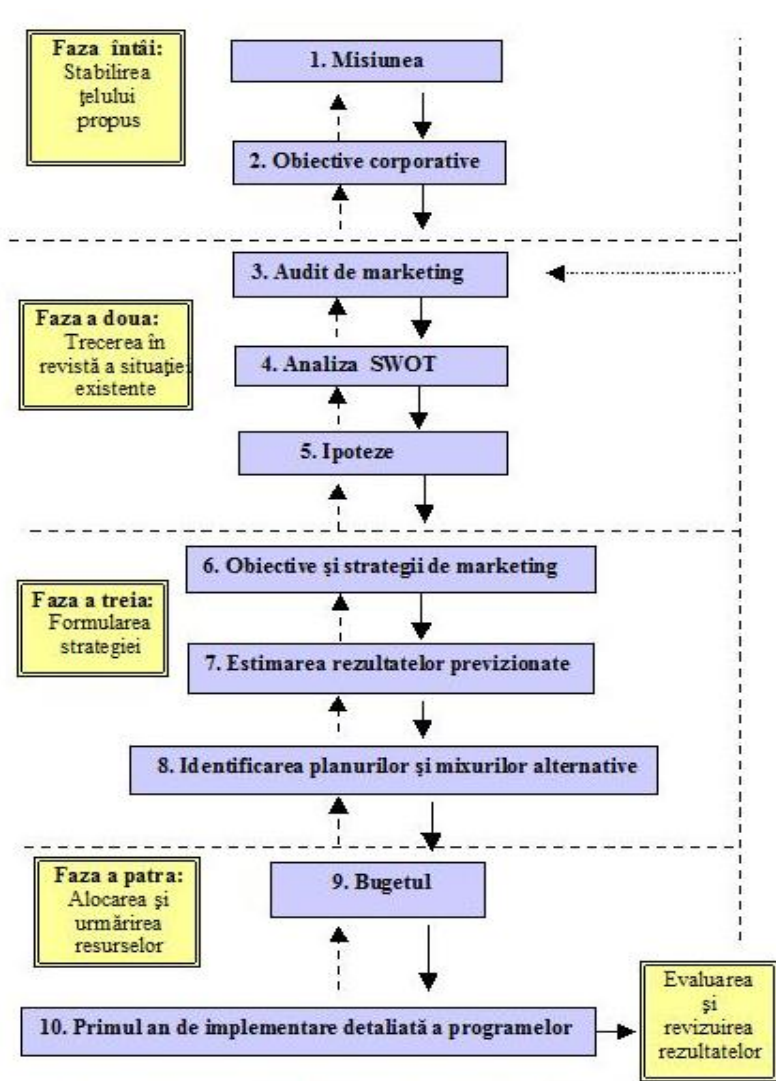 Faza întâi:
Stabilirea
ţelului
propus
1. Misiunea
2. Obiective corporative
3. Audit de marketing
Faza a doua:
Trecerea în
revistă a situaţiei
existente
4. Analiza SWOT
5. Ipoteze
6. Obiective şi strategii de marketing
Faza a treia:
Formularea
strategiei
7. Estimarea rezultatelor previzionate
8. Identificarea planurilor şi mixurilor alternative
Faza a patra:
Alocarea şi
urmărirea
resurselor
9. Bugetul
10. Primul an de implementare detaliată a programelor
Evaluarea
şi
revizuirea
rezultatelor